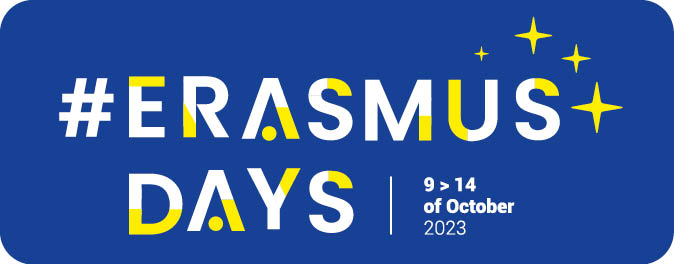 #ERASMUS
DAYS
9 > 14
of October
2023